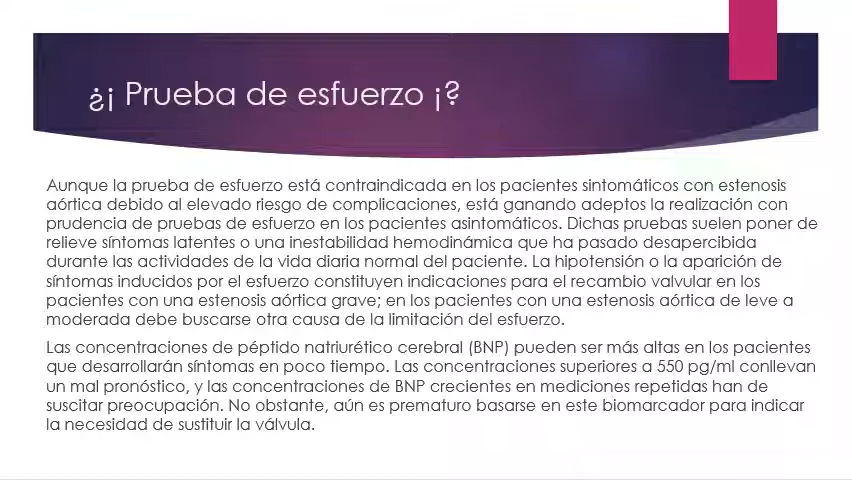 ¿¡ Prueba de esfuerzo ¡?
Aunque la prueba de esfuerzo está contraindicada en los pacientes sintomáticos con estenosis
aórtica debido al elevado riesgo de complicaciones, está ganando adeptos la realización con
prudencia de pruebas de esfuerzo en los pacientes asintomáticos. Dichas pruebas suelen poner de
relieve síntomas latentes o una inestabilidad hemodinámica que ha pasado desapercibida
durante las actividades de la vida diaria normal del paciente. La hipotensión o la aparición de
síntomas inducidos por el esfuerzo constituyen indicaciones para el recambio valvular en los
pacientes con una estenosis aórtica grave; en los pacientes con una estenosis aórtica de leve a
moderada debe buscarse otra causa de la limitación del esfuerzo.
Las concentraciones de péptido natriurético cerebral (BNP) pueden ser más altas en los pacientes
que desarrollarán síntomas en poco tiempo. Las concentraciones superiores a 550 pg/ml conllevan
un mal pronóstico, y las concentraciones de BNP crecientes en mediciones repetidas han de
suscitar preocupación. No obstante, aún es prematuro basarse en este biomarcador para indicar
la necesidad de sustituir la válvula.